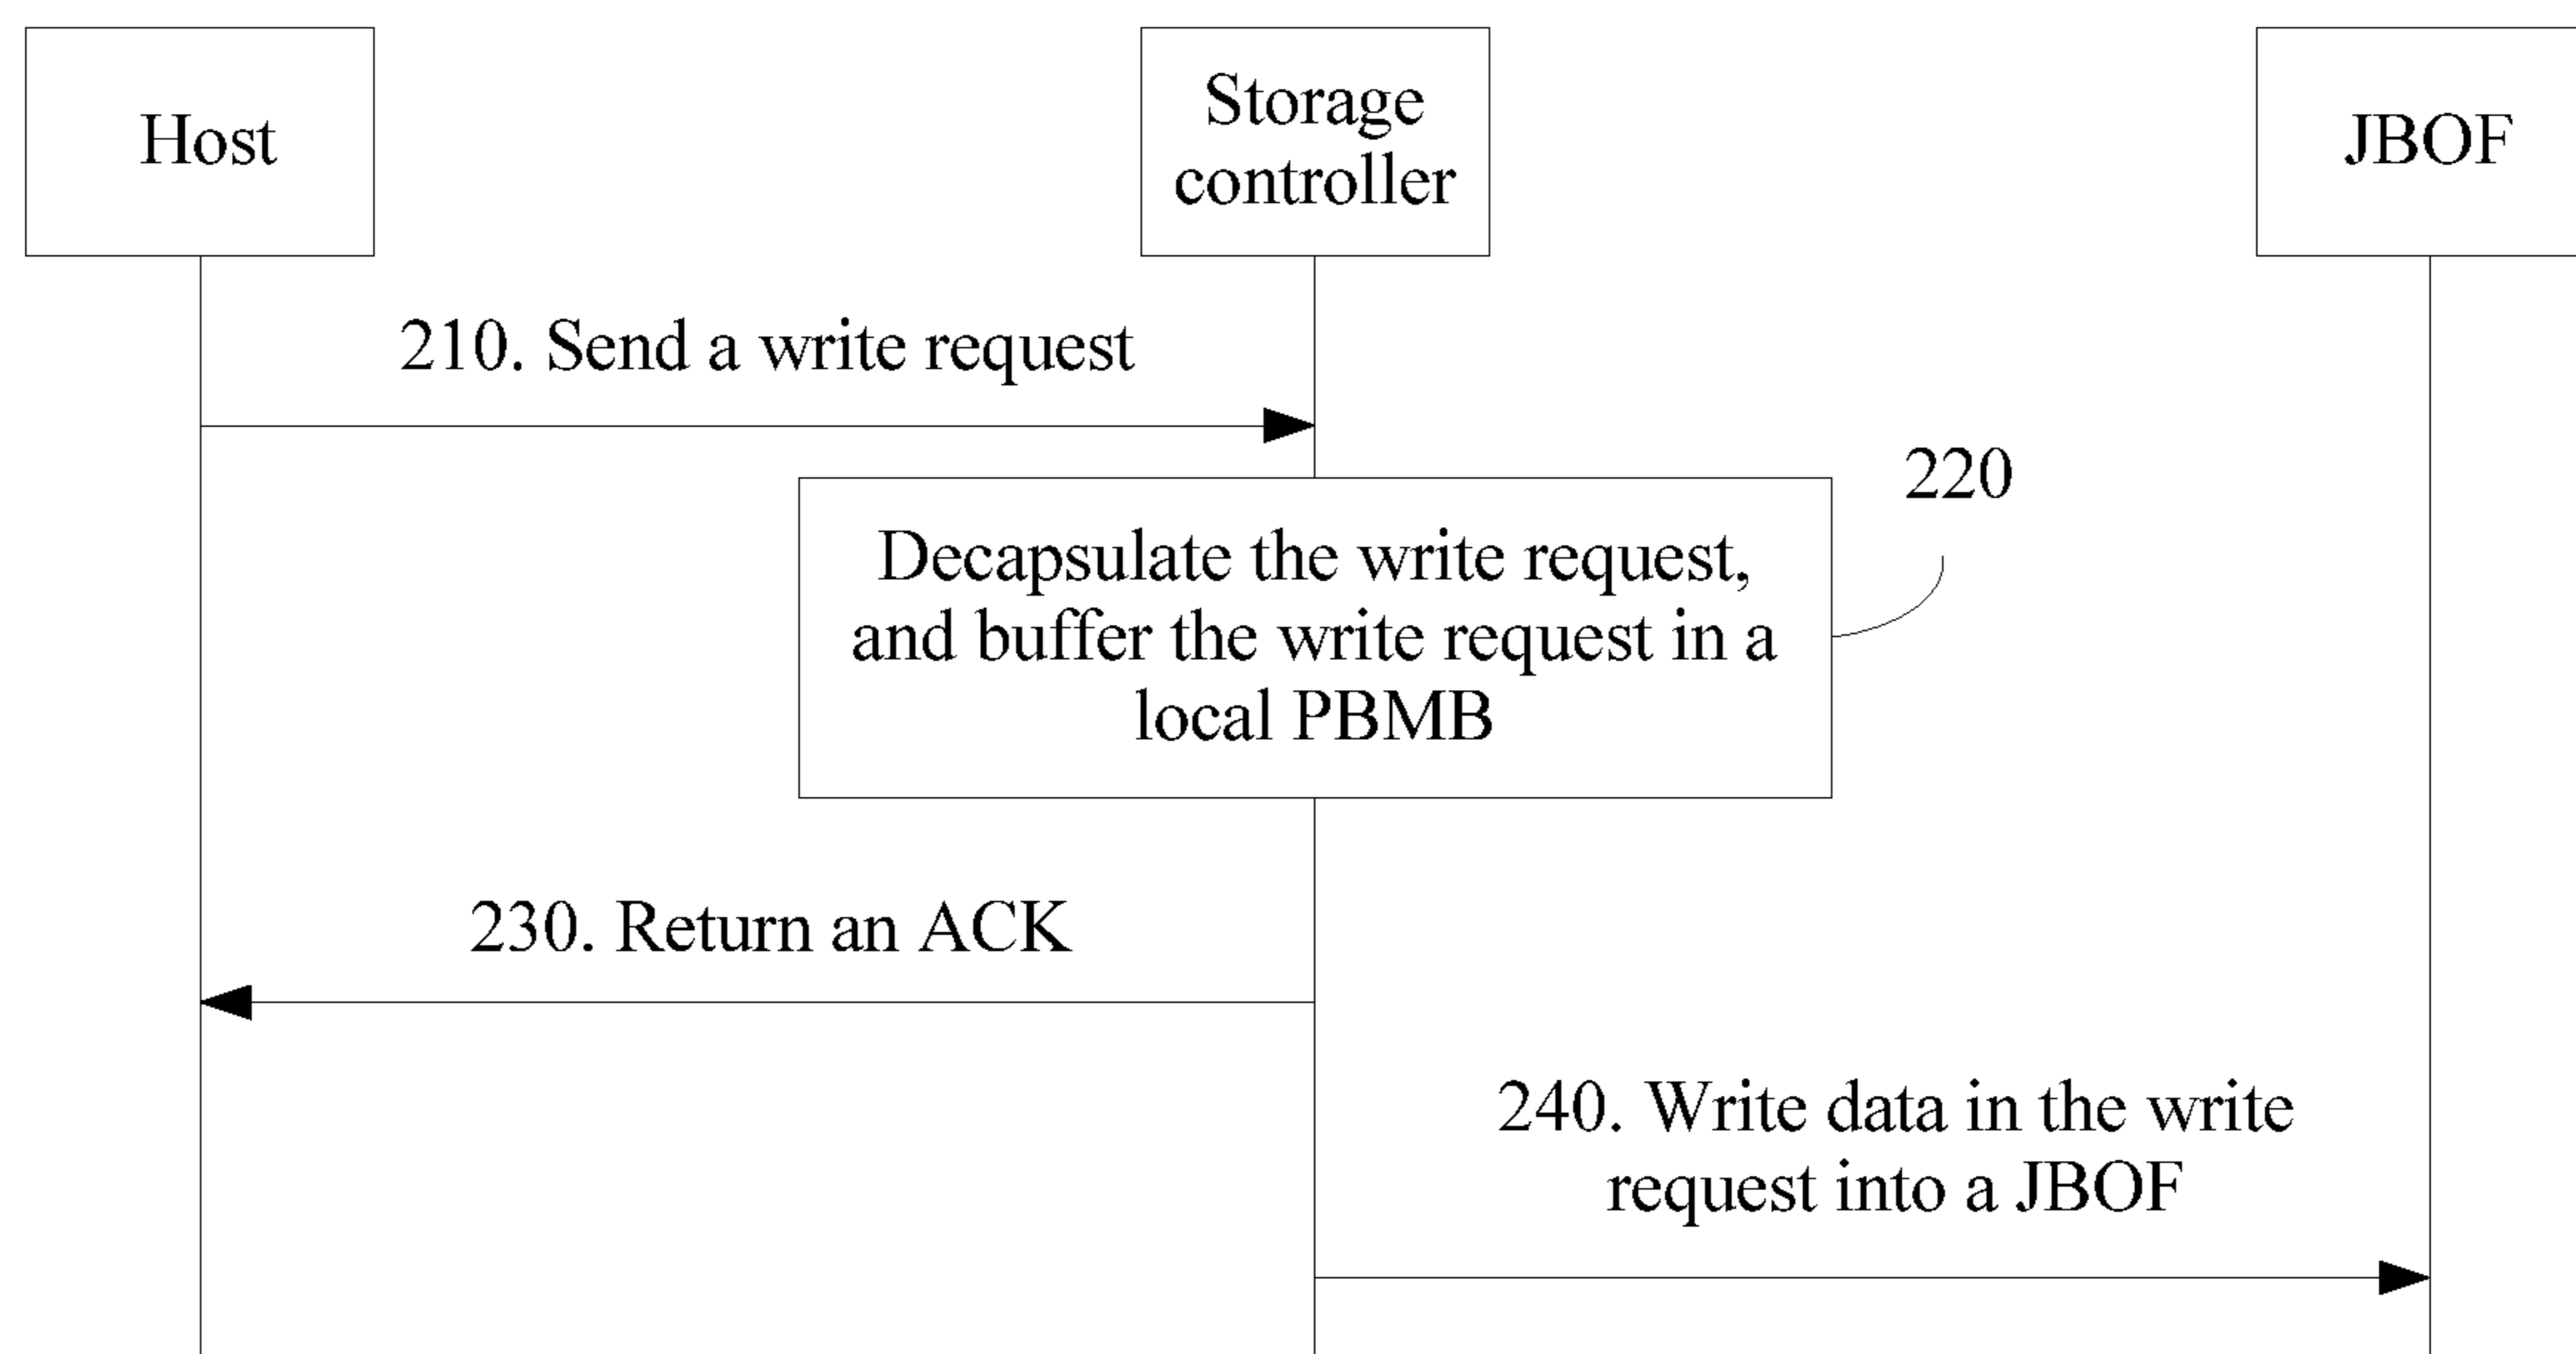 Host
Storage
controller
JBOF
210. Send a write request
220
Decapsulate the write request,
and buffer the write request in a
local PBMB
230. Return an ACK
240. Write data in the write
request into a JBOF